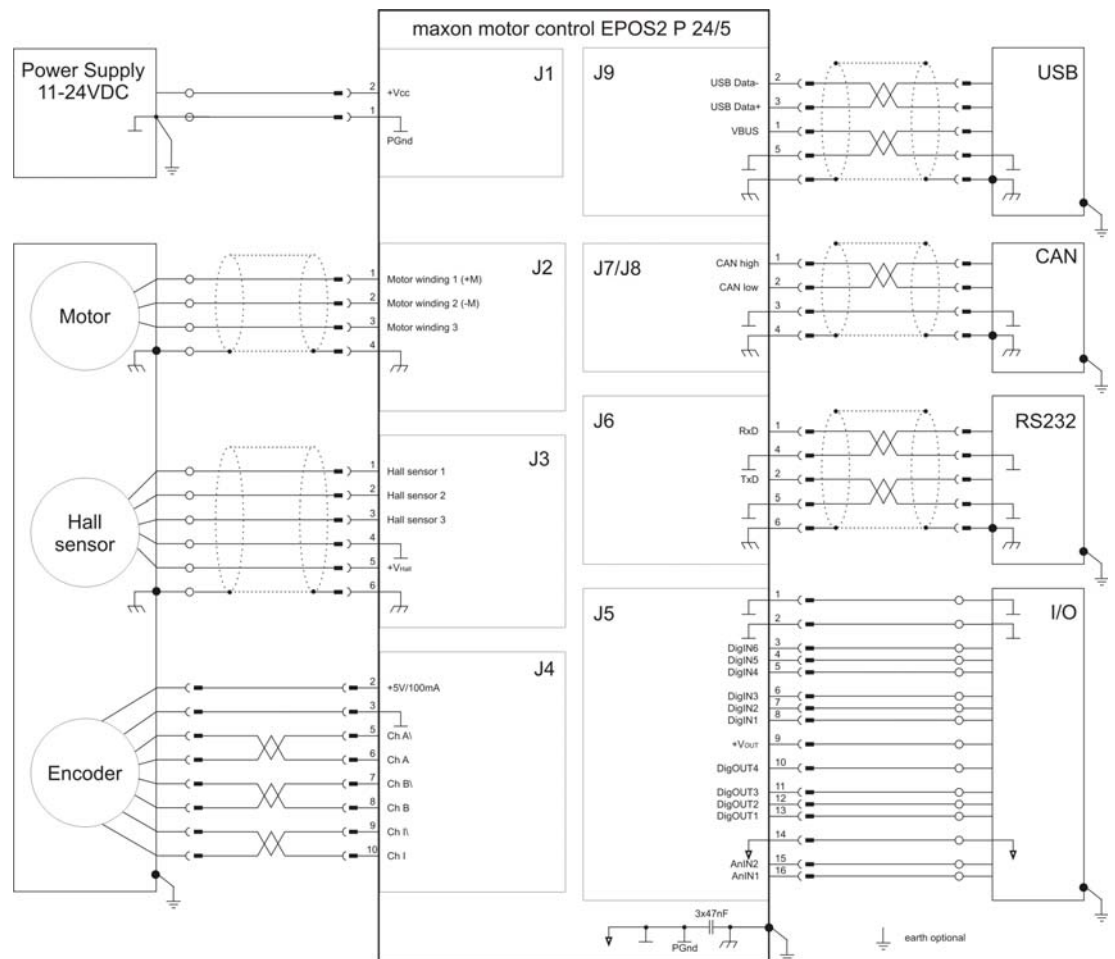 maxon motor control EPOS2 P 24/5
Power Supply
11-24VDC
J1
2
+Vcc
1
PGnd
J9
USB
USB Data-
2
USB Data+
3
VBUS
1
5
4
Motor
J2
1
Motor winding 1 (+M)
2
Motor winding 2 (-M)
3
Motor winding 3
4
J7/J8
CAN
CAN high
1
CAN low
2
3
4
Hall
sensor
J3
1
Hall sensor 1
2
Hall sensor 2
3
Hall sensor 3
4
5
+VHall
6
J6
RS232
RxD
1
4
TxD
2
5
6
Encoder
J4
2
+5V/100mA
3
5
Ch A\
6
Ch A
7
Ch B\
8
Ch B
9
Ch I\
10
Ch I
J5
I/O
1
2
DigIN6
3
DigIN5
4
DigIN4
5
DigIN3
6
DigIN2
7
DigIN1
8
+VOUT
9
DigOUT4
10
DigOUT3
11
DigOUT2
12
DigOUT1
13
14
AnIN2
15
AnIN1
16
3x47nF
PGnd
earth optional